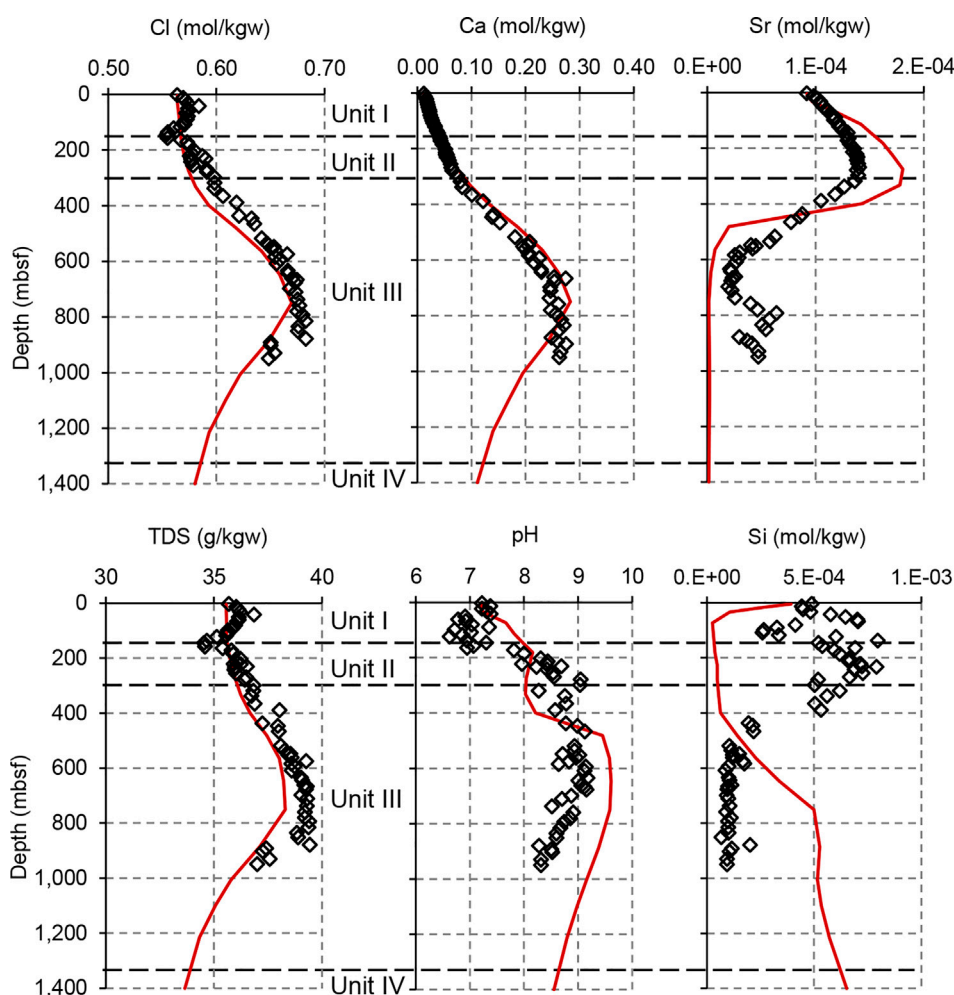 Cl (mol/kgw) Ca (mol/kgw) Sr (mol/kgw)
0.50 0.60 0.70 0.00 0.10 0.20 0.30 0.40 0.E+00 1.E-04 2.E-04
0
Unit I
200
Unit II
400
600
Unit III
800
1,000
1,200
1,400
Unit IV
Depth (mbsf)
TDS (g/kgw) pH Si (mol/kgw)
30 35 40 6 7 8 9 10 0.E+00 5.E-04 1.E-03
0
Unit I
200
Unit II
400
600
Unit III
800
1,000
1,200
1,400
Unit IV
Depth (mbsf)